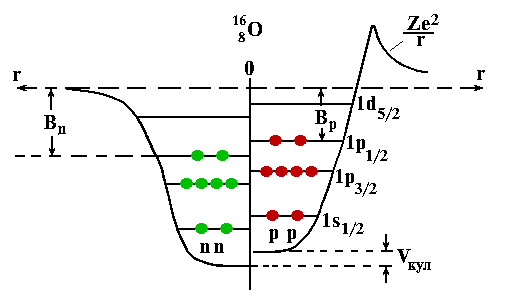 ¹⁶₈O
Ze²
r
0
r
r
Bₙ
Bₚ
1d₅/₂
1p₁/₂
1p₃/₂
1s₁/₂
n n
p p
Vкул